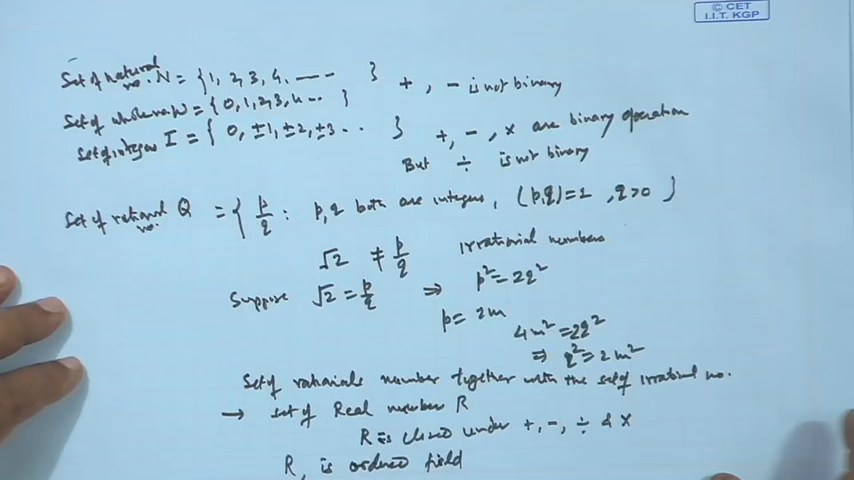 © CET
I.I.T. KGP
Set of natural no. N = { 1, 2, 3, 4, ---- } + , - is not binary
Set of whole no. W = { 0, 1, 2, 3, 4 ... }
Set of integers I = { 0, ±1, ±2, ±3 .. } +, -, × are binary operation
But ÷ is not binary
Set of rational no. Q = { p/q : p, q both are integers, (p,q)=1 , q>0 }
√2 ≠ p/q Irrational numbers
Suppose √2 = p/q ⇒ p² = 2q²
p = 2m
4m² = 2q²
⇒ q² = 2m²
Set of rationals number together with the set of irrational no.
→ set of Real number R
R is closed under +, -, ÷ & ×
R, is ordered field